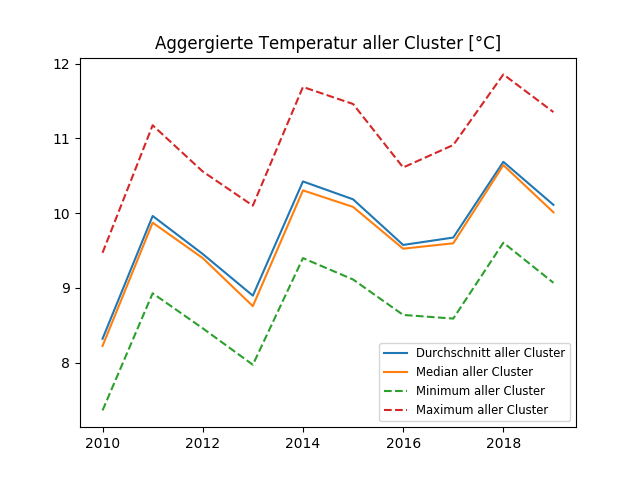 Aggergierte Temperatur aller Cluster [°C]
12
11
10
9
8
2010
2012
2014
2016
2018
Durchschnitt aller Cluster
Median aller Cluster
Minimum aller Cluster
Maximum aller Cluster